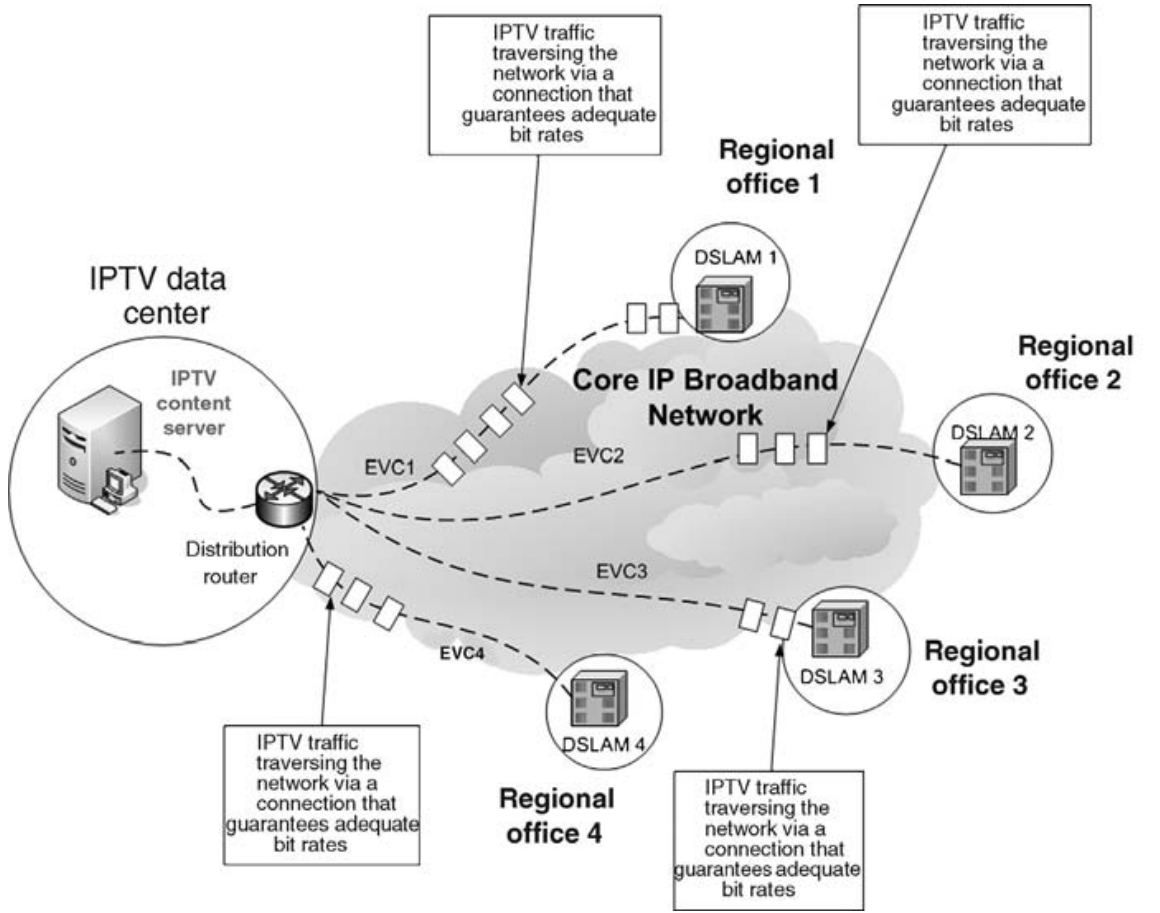 IPTV traffic
traversing the
network via a
connection that
guarantees adequate
bit rates
IPTV traffic
traversing the
network via a
connection that
guarantees adequate
bit rates
Regional
office 1
DSLAM 1
IPTV data
center
IPTV
content
server
Core IP Broadband
Network
Regional
office 2
DSLAM 2
EVC1
EVC2
Distribution
router
EVC3
EVC4
DSLAM 3
Regional
office 3
DSLAM 4
Regional
office 4
IPTV traffic
traversing the
network via a
connection that
guarantees adequate
bit rates
IPTV traffic
traversing the
network via a
connection that
guarantees adequate
bit rates